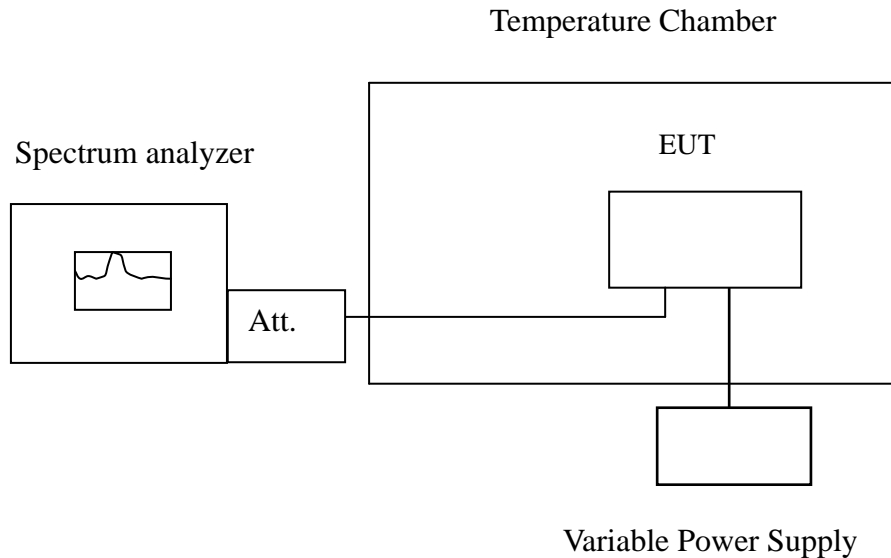 Temperature Chamber
EUT
Spectrum analyzer
Att.
Variable Power Supply